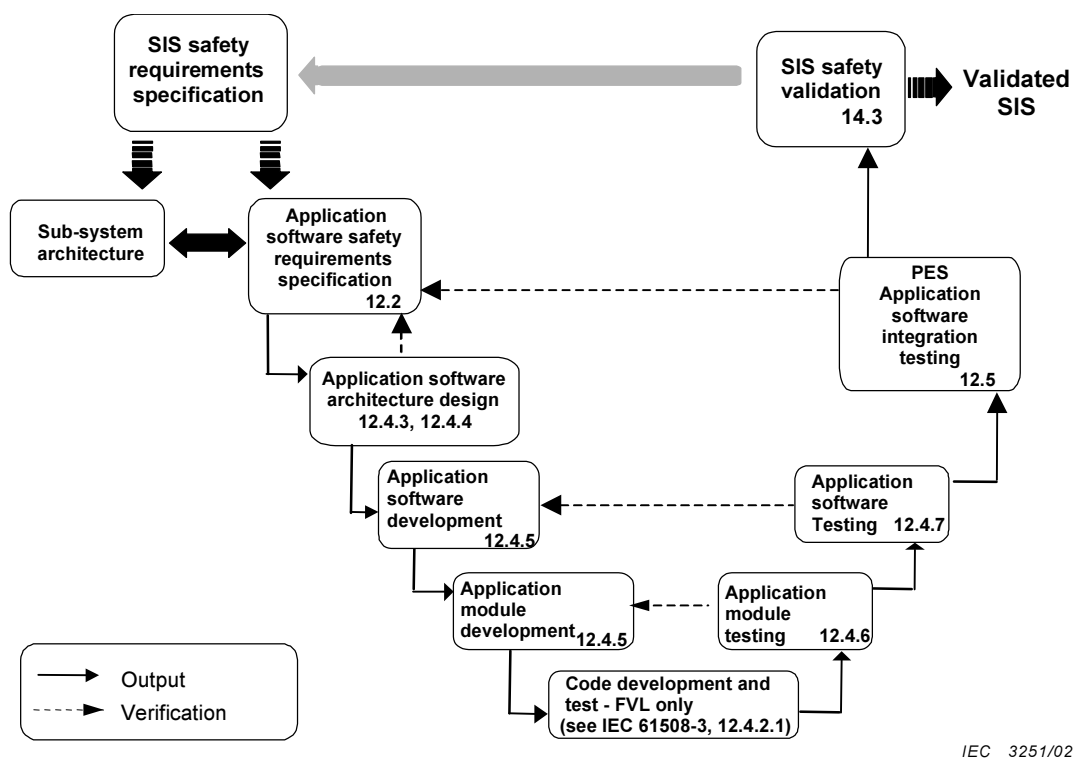 SIS safety
requirements
specification
SIS safety
validation
14.3
Validated
SIS
Sub-system
architecture
Application
software safety
requirements
specification
12.2
PES
Application
software
integration
testing
12.5
Application software
architecture design
12.4.3, 12.4.4
Application
software
development
12.4.5
Application
software
Testing 12.4.7
Application
module
development
12.4.5
Application
module
testing 12.4.6
Code development and
test - FVL only
(see IEC 61508-3, 12.4.2.1)
Output
Verification
IEC 3251/02